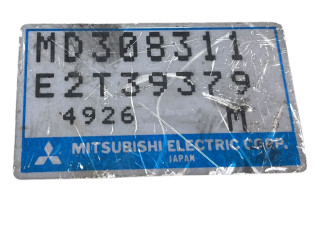 MD308311
E2T39379
4926 M
MITSUBISHI ELECTRIC CORP.
JAPAN